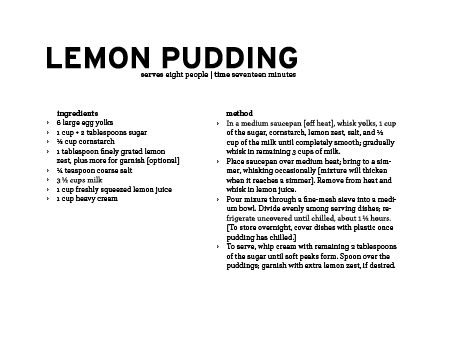 LEMON PUDDING
serves eight people | time seventeen minutes
ingredients
› 6 large egg yolks
› 1 cup + 2 tablespoons sugar
› cup cornstarch
› 1 tablespoon finely grated lemon
zest, plus more for garnish [optional]
› ¼ teaspoon coarse salt
› 3 ½ cups milk
› 1 cup freshly squeezed lemon juice
› 1 cup heavy cream
method
› In a medium saucepan [off heat], whisk yolks, 1 cup
of the sugar, cornstarch, lemon zest, salt, and ½
cup of the milk until completely smooth; gradually
whisk in remaining 3 cups of milk.
› Place saucepan over medium heat; bring to a sim-
mer, whisking occasionally [mixture will thicken
when it reaches a simmer]. Remove from heat and
whisk in lemon juice.
› Pour mixture through a fine-mesh sieve into a medi-
um bowl. Divide evenly among serving dishes; re-
frigerate uncovered until chilled, about 1 ½ hours.
[To store overnight, cover dishes with plastic once
pudding has chilled.]
› To serve, whip cream with remaining 2 tablespoons
of the sugar until soft peaks form. Spoon over the
puddings; garnish with extra lemon zest, if desired.